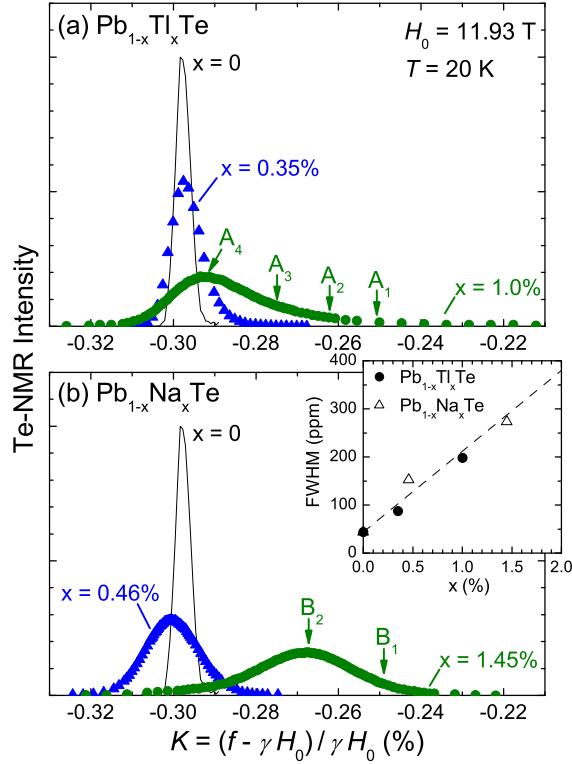 (a) Pb₁₋ₓTlₓTe
H₀ = 11.93 T
T = 20 K
x = 0
x = 0.35%
A₄
A₃
A₂
A₁
x = 1.0%
-0.32 -0.30 -0.28 -0.26 -0.24 -0.22
Te-NMR Intensity
(b) Pb₁₋ₓNaₓTe
x = 0
x = 0.46%
B₂
B₁
x = 1.45%
400
300
200
100
0
FWHM (ppm)
Pb₁₋ₓTlₓTe
Pb₁₋ₓNaₓTe
0.0 0.5 1.0 1.5 2.0
x (%)
-0.32 -0.30 -0.28 -0.26 -0.24 -0.22
K = (f - γ H₀) / γ H₀ (%)